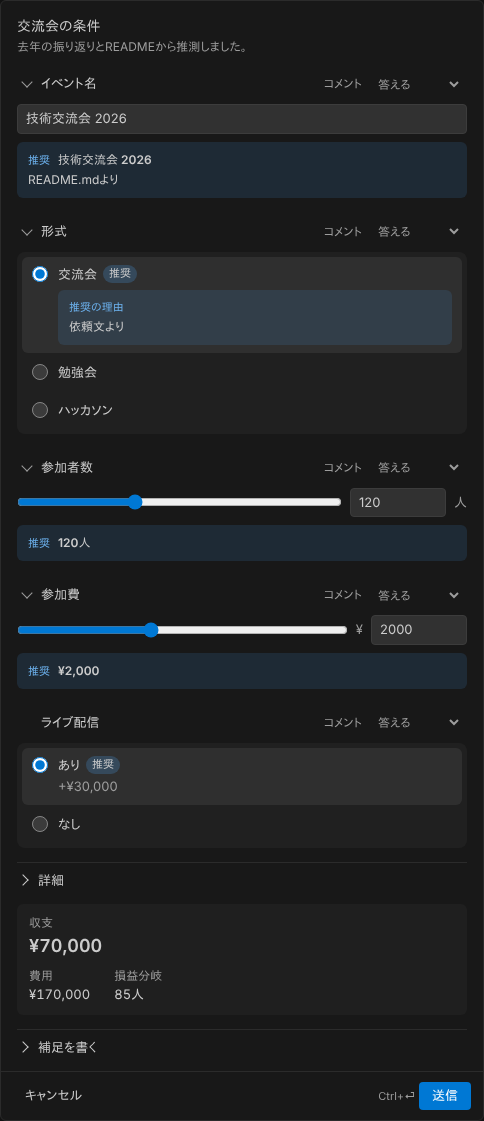 交流会の条件
去年の振り返りとREADMEから推測しました。
イベント名 コメント 答える
技術交流会 2026
推奨 技術交流会 2026
README.mdより
形式 コメント 答える
交流会 推奨
推奨の理由
依頼文より
勉強会
ハッカソン
参加者数 コメント 答える
120 人
推奨 120人
参加費 コメント 答える
¥ 2000
推奨 ¥2,000
ライブ配信 コメント 答える
あり 推奨
+¥30,000
なし
詳細
収支
¥70,000
費用 損益分岐
¥170,000 85人
補足を書く
キャンセル Ctrl+⏎ 送信